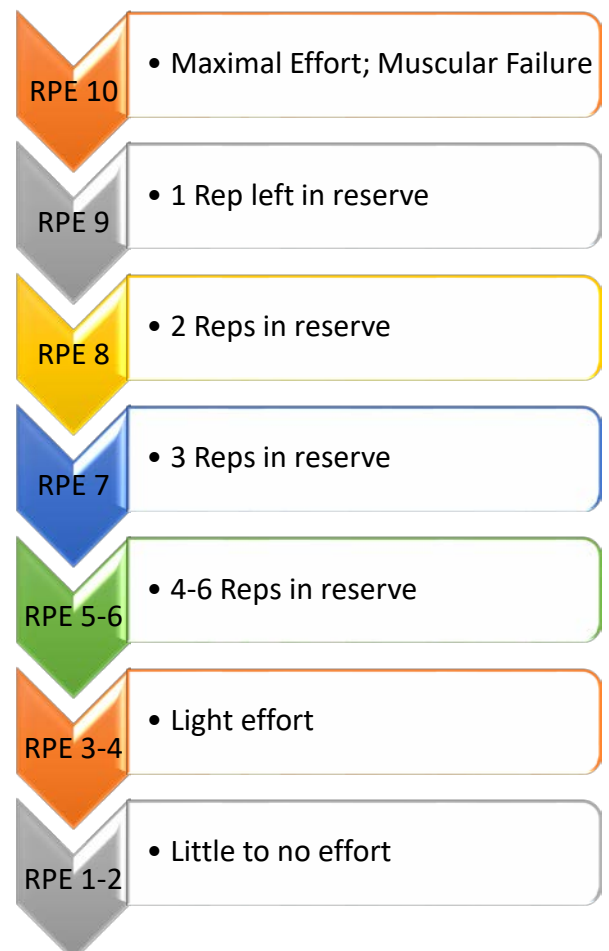 RPE 10
• Maximal Effort; Muscular Failure
RPE 9
• 1 Rep left in reserve
RPE 8
• 2 Reps in reserve
RPE 7
• 3 Reps in reserve
RPE 5-6
• 4-6 Reps in reserve
RPE 3-4
• Light effort
RPE 1-2
• Little to no effort